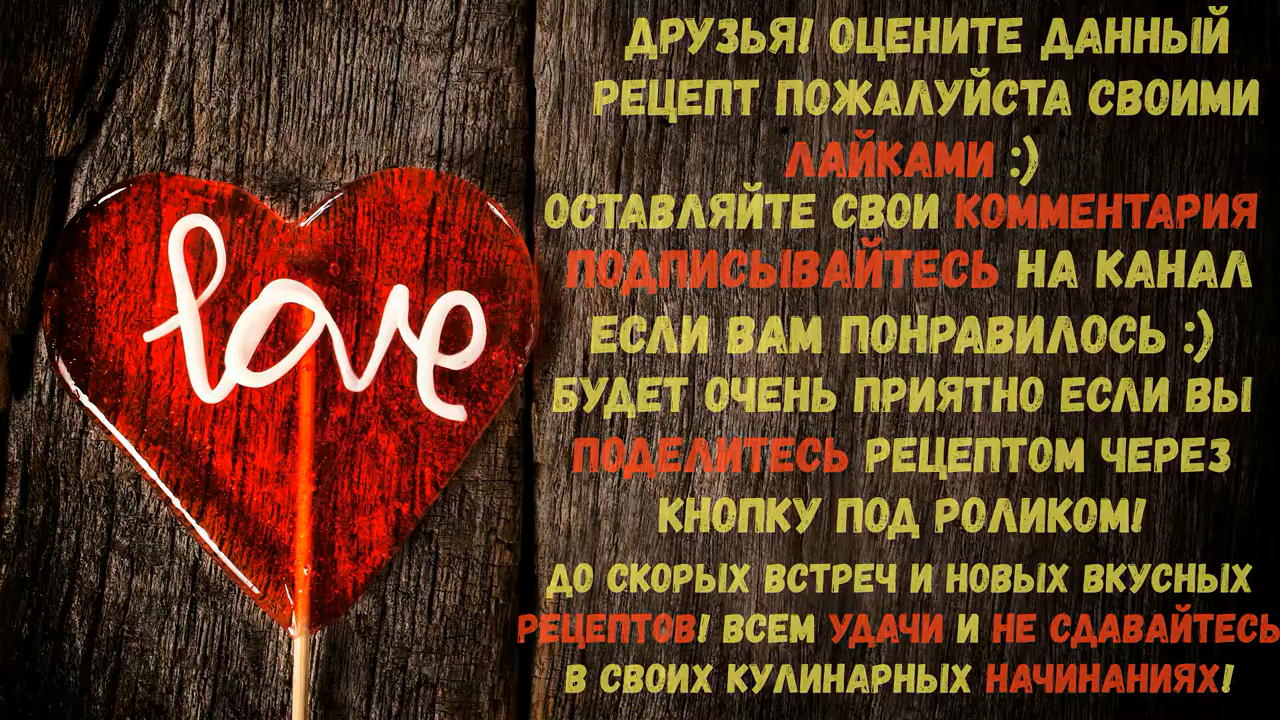 love
ДРУЗЬЯ! ОЦЕНИТЕ ДАННЫЙ
РЕЦЕПТ ПОЖАЛУЙСТА СВОИМИ
ЛАЙКАМИ :)
ОСТАВЛЯЙТЕ СВОИ КОММЕНТАРИЯ
ПОДПИСЫВАЙТЕСЬ НА КАНАЛ
ЕСЛИ ВАМ ПОНРАВИЛОСЬ :)
БУДЕТ ОЧЕНЬ ПРИЯТНО ЕСЛИ ВЫ
ПОДЕЛИТЕСЬ РЕЦЕПТОМ ЧЕРЕЗ
КНОПКУ ПОД РОЛИКОМ!
ДО СКОРЫХ ВСТРЕЧ И НОВЫХ ВКУСНЫХ
РЕЦЕПТОВ! ВСЕМ УДАЧИ И НЕ СДАВАЙТЕСЬ
В СВОИХ КУЛИНАРНЫХ НАЧИНАНИЯХ!